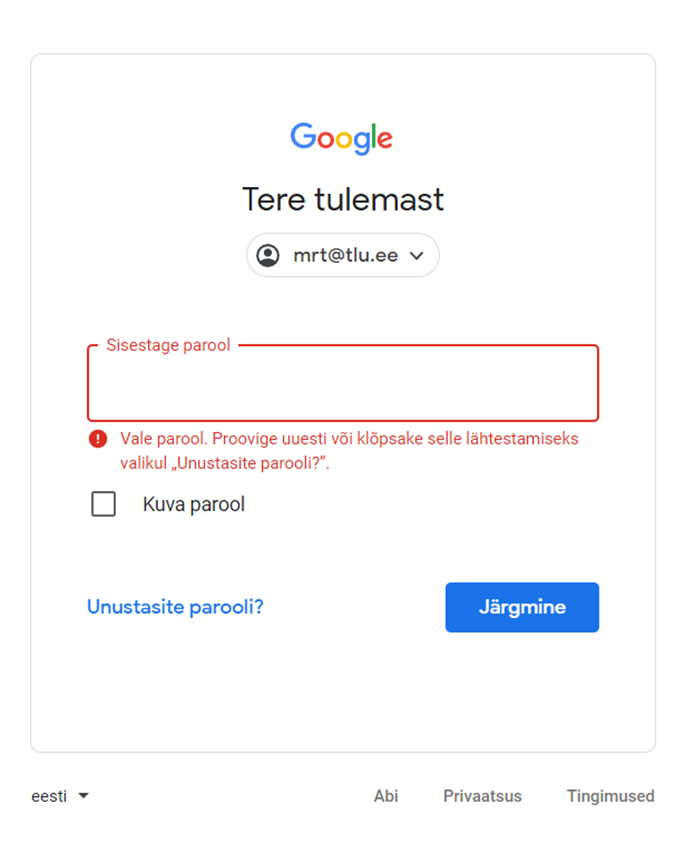 Google
Tere tulemast
mrt@tlu.ee
Sisestage parool
Vale parool. Proovige uuesti või klõpsake selle lähtestamiseks
valikul „Unustasite parooli?”.
Kuva parool
Unustasite parooli? Järgmine
eesti Abi Privaatsus Tingimused